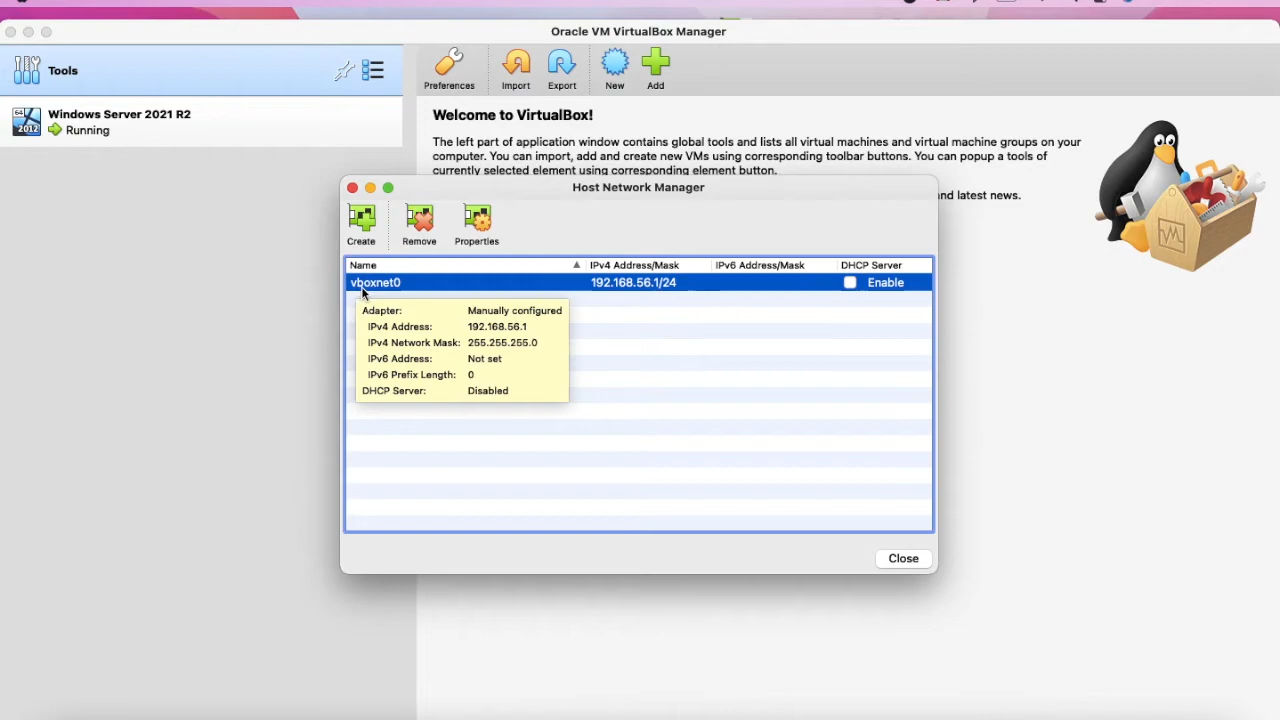 Oracle VM VirtualBox Manager
Tools
Preferences
Import
Export
New
Add
64
2012
Windows Server 2021 R2
Running
Welcome to VirtualBox!
The left part of application window contains global tools and lists all virtual machines and virtual machine groups on your
computer. You can import, add and create new VMs using corresponding toolbar buttons. You can popup a tools of
currently selected element using corresponding element button.
nd latest news.
Host Network Manager
Create
Remove
Properties
Name
IPv4 Address/Mask
IPv6 Address/Mask
DHCP Server
vboxnet0
192.168.56.1/24
Enable
Adapter: Manually configured
IPv4 Address: 192.168.56.1
IPv4 Network Mask: 255.255.255.0
IPv6 Address: Not set
IPv6 Prefix Length: 0
DHCP Server: Disabled
Close